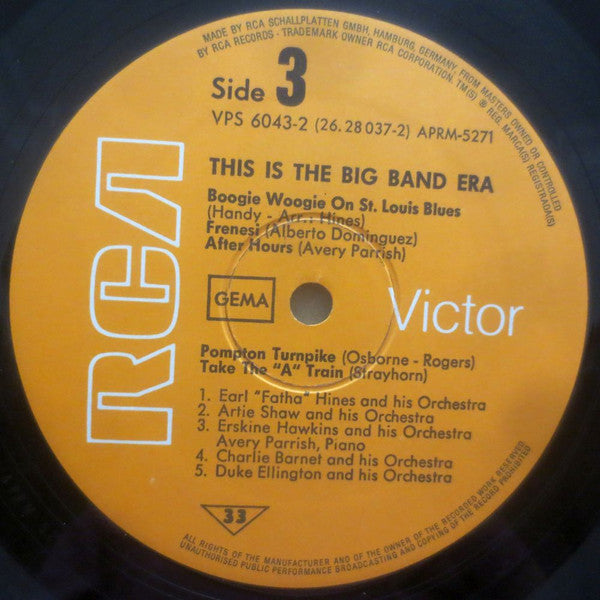 MADE BY RCA SCHALLPLATTEN GMBH, HAMBURG, GERMANY FROM MASTERS OWNED OR CONTROLLED
BY RCA RECORDS - TRADEMARK OWNER RCA CORPORATION. TM(S) ® REG. MARCA(S) REGISTRADA(S)
Side 3
VPS 6043-2 (26.28 037-2) APRM-5271
THIS IS THE BIG BAND ERA
Boogie Woogie On St. Louis Blues
(Handy - Arr.: Hines)
Frenesi (Alberto Dominguez)
After Hours (Avery Parrish)
RCA
GEMA
Victor
Pompton Turnpike (Osborne - Rogers)
Take The "A" Train (Strayhorn)
1. Earl "Fatha" Hines and his Orchestra
2. Artie Shaw and his Orchestra
3. Erskine Hawkins and his Orchestra
Avery Parrish, Piano
4. Charlie Barnet and his Orchestra
5. Duke Ellington and his Orchestra
33
ALL RIGHTS OF THE MANUFACTURER AND OF THE OWNER OF THE RECORDED WORK RESERVED
UNAUTHORISED PUBLIC PERFORMANCE BROADCASTING AND COPYING OF THE RECORD PROHIBITED